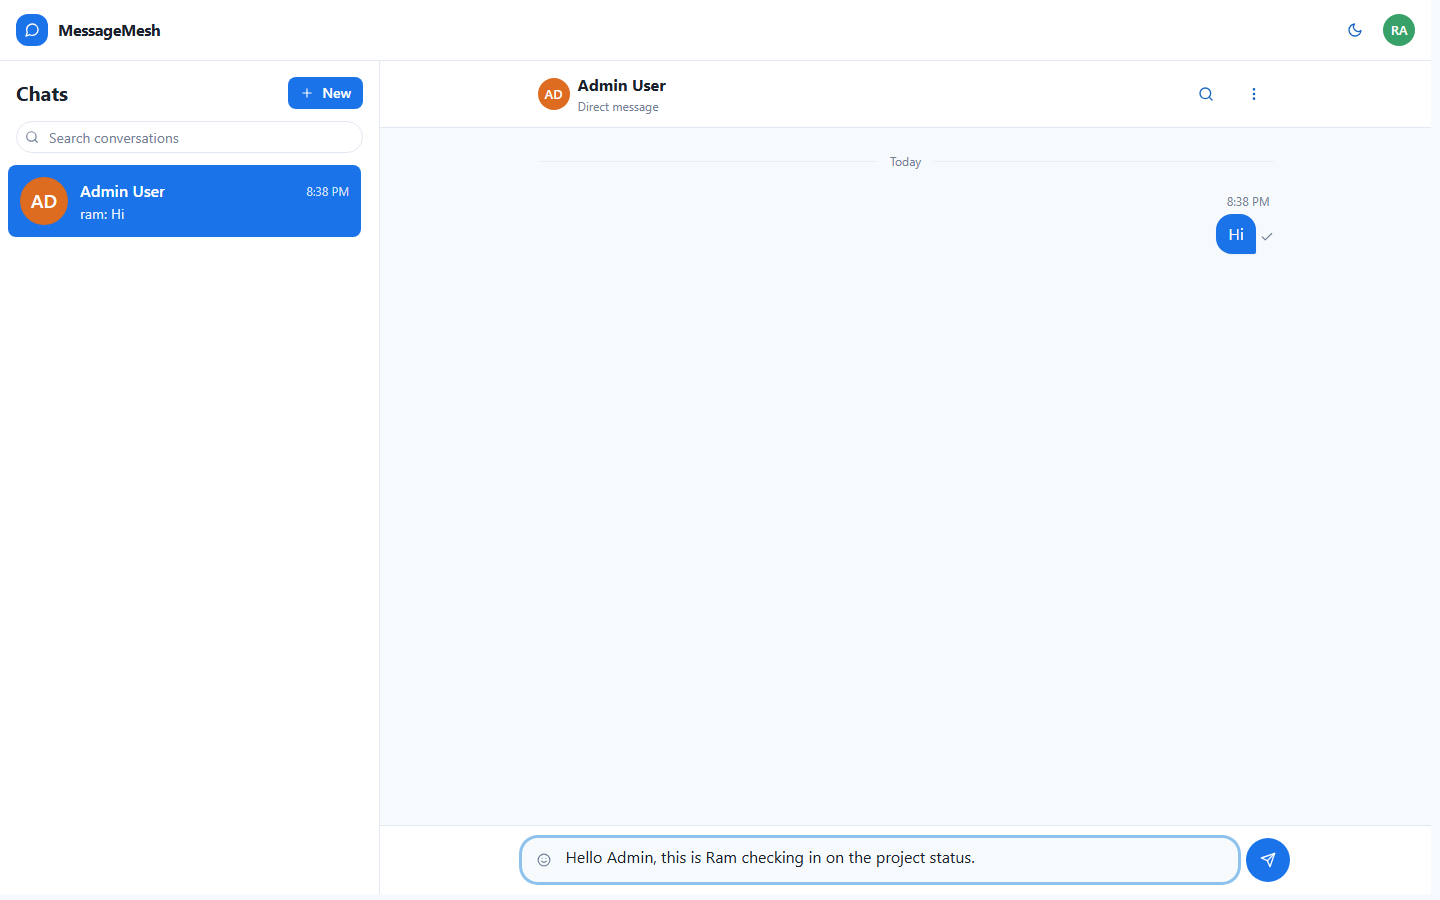 MessageMesh
RA
Chats
New
Search conversations
AD
Admin User
8:38 PM
ram: Hi
AD
Admin User
Direct message
Today
8:38 PM
Hi
Hello Admin, this is Ram checking in on the project status.